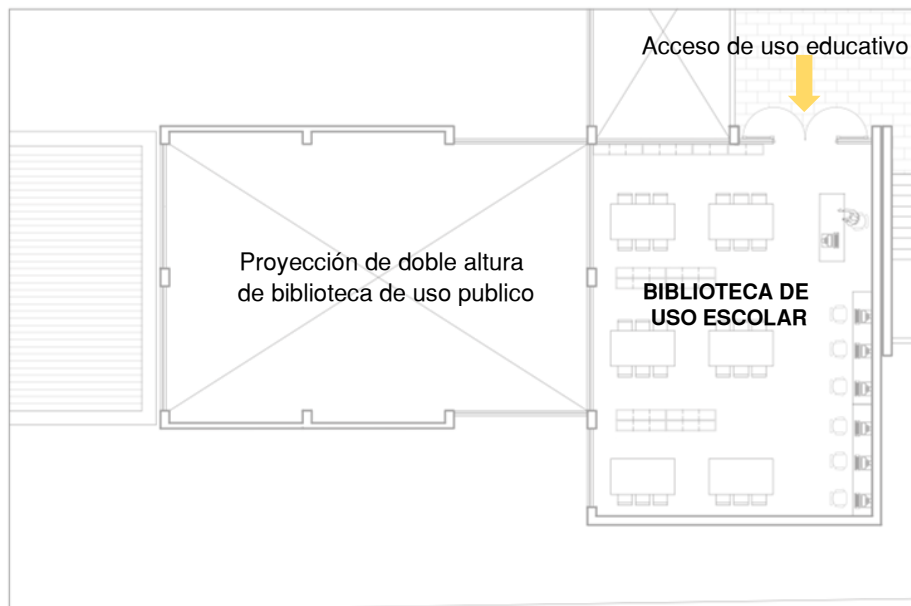 Acceso de uso educativo
Proyección de doble altura
de biblioteca de uso publico
BIBLIOTECA DE
USO ESCOLAR